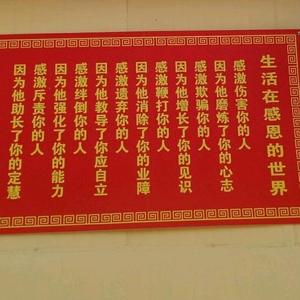 生活在感恩的世界
感激伤害你的人
因为他磨炼了你的心志
感激欺骗你的人
因为他增长了你的见识
感激鞭打你的人
因为他消除了你的业障
感激遗弃你的人
因为他教导了你应自立
感激绊倒你的人
因为他强化了你的能力
感激斥责你的人
因为他助长了你的定慧